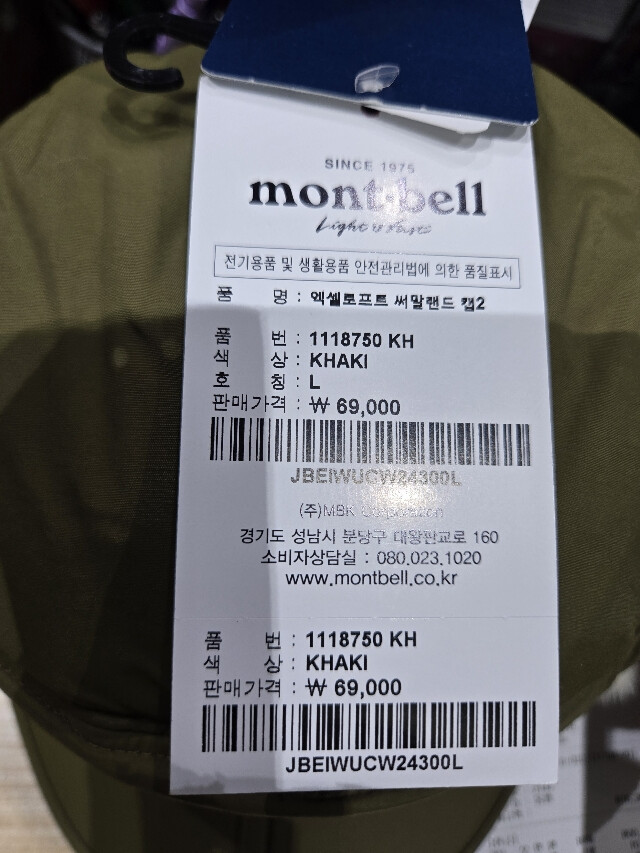 SINCE 1975
mont·bell
Light & Fast
전기용품 및 생활용품 안전관리법에 의한 품질표시
품 명 : 엑셀로프트 써말랜드 캡2
품 번 : 1118750 KH
색 상 : KHAKI
호 칭 : L
판매가격 : ₩ 69,000
JBEIWUCW24300L
(주)MBK Corporation
경기도 성남시 분당구 대왕판교로 160
소비자상담실 : 080.023.1020
www.montbell.co.kr
품 번 : 1118750 KH
색 상 : KHAKI
판매가격 : ₩ 69,000
JBEIWUCW24300L